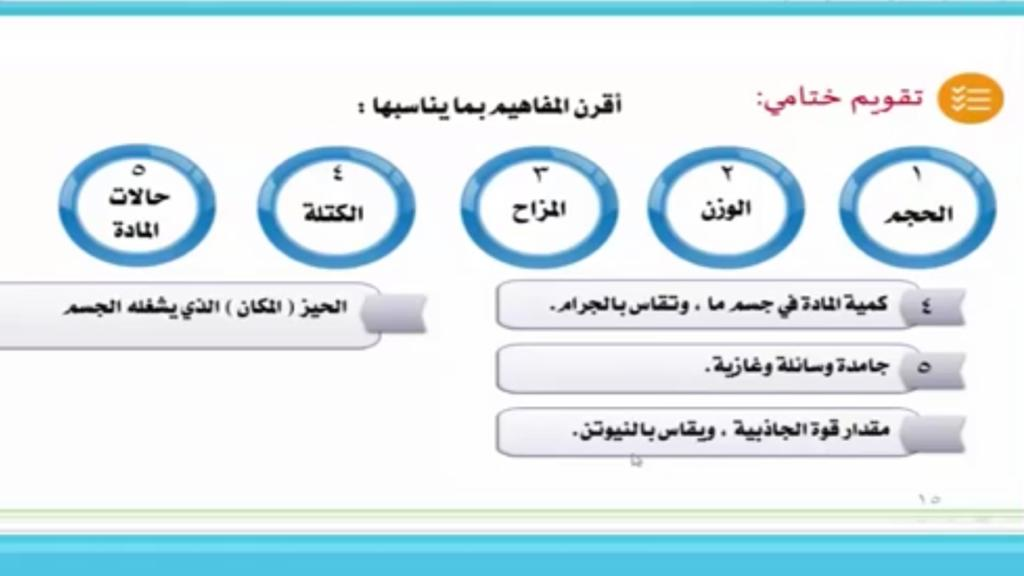 تقويم ختامي:
أقرن المفاهيم بما يناسبها :
١
الحجم
٢
الوزن
٣
المزاح
٤
الكتلة
٥
حالات
المادة
٤ كمية المادة في جسم ما ، وتقاس بالجرام.
الحيز ( المكان ) الذي يشغله الجسم
٥ جامدة وسائلة وغازية.
مقدار قوة الجاذبية ، ويقاس بالنيوتن.
١٥